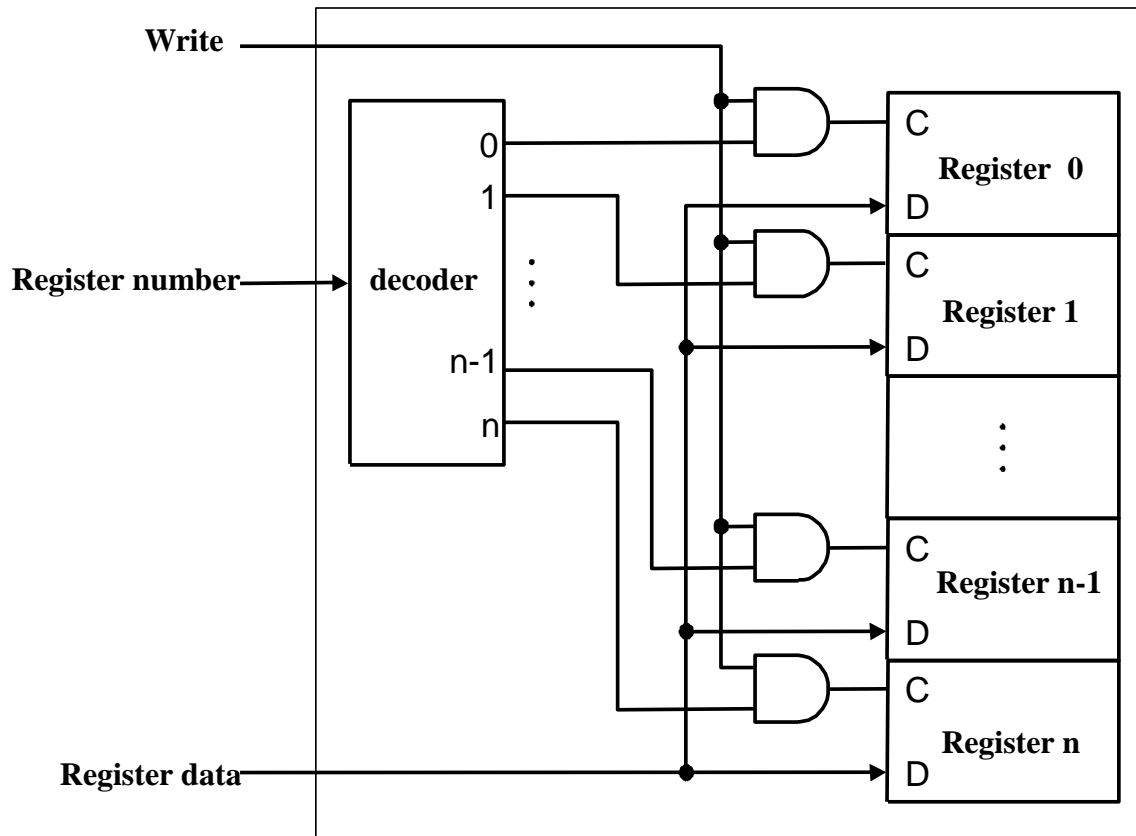 Write
C
0
Register 0
1
D
C
Register number
decoder
Register 1
D
n-1
n
C
Register n-1
D
C
Register n
Register data
D